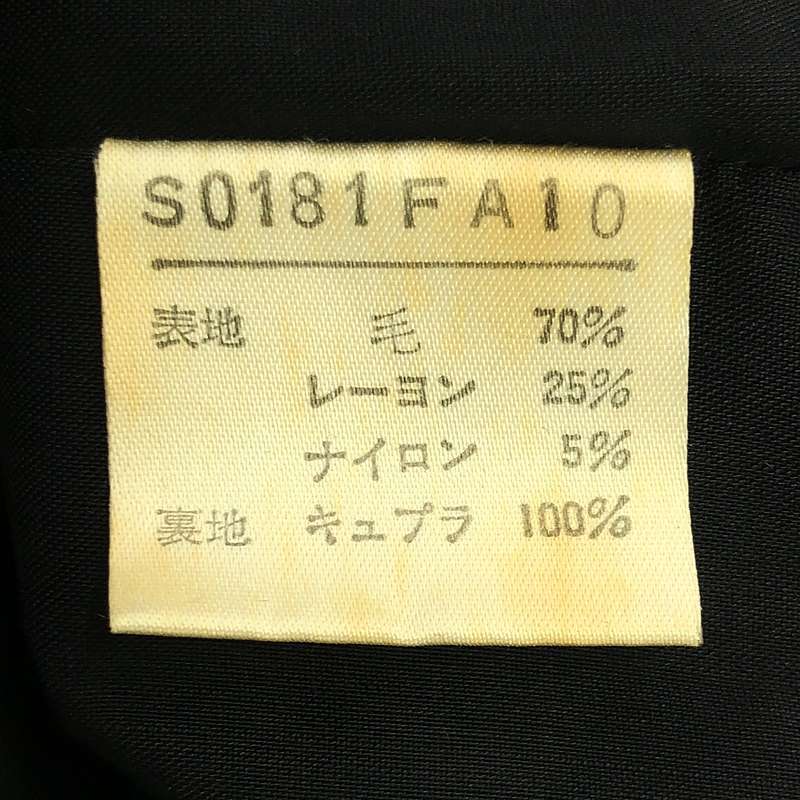 S0181FA10
表地 毛 70%
レーヨン 25%
ナイロン 5%
裏地 キュプラ 100%